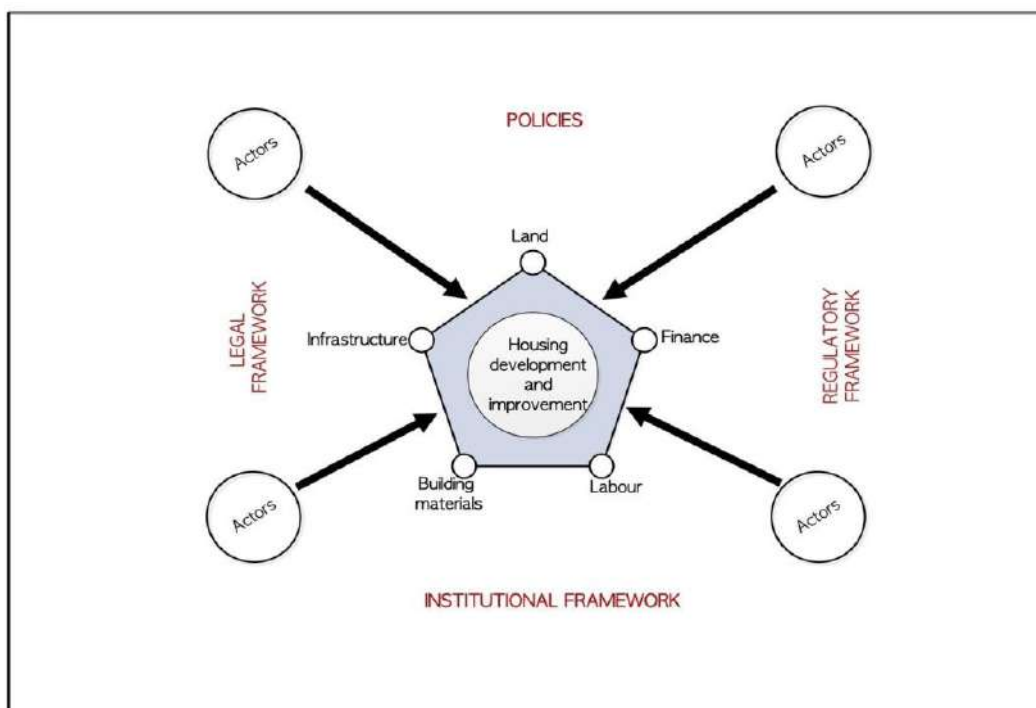 POLICIES
Actors
Actors
Land
LEGAL
FRAMEWORK
Infrastructure
Housing
development
and
improvement
Finance
REGULATORY
FRAMEWORK
Building
materials
Labour
Actors
Actors
INSTITUTIONAL FRAMEWORK